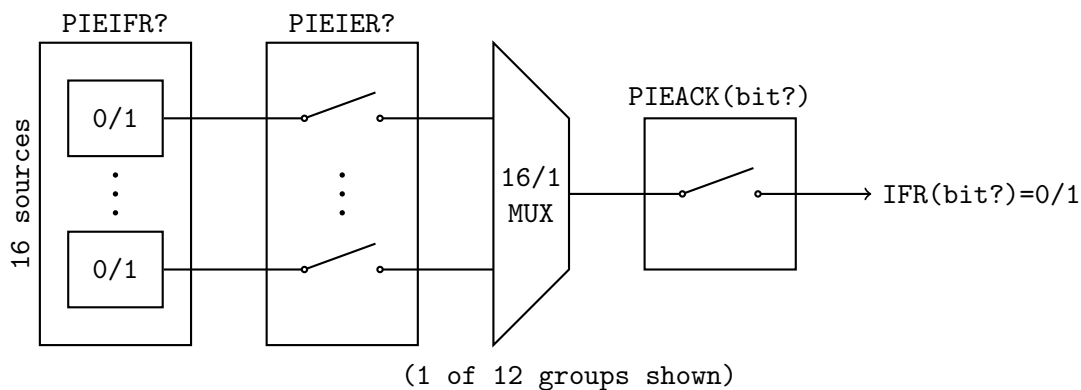 PIEIFR?
PIEIER?
PIEACK(bit?)
16 sources
0/1
0/1
16/1
MUX
IFR(bit?)=0/1
(1 of 12 groups shown)